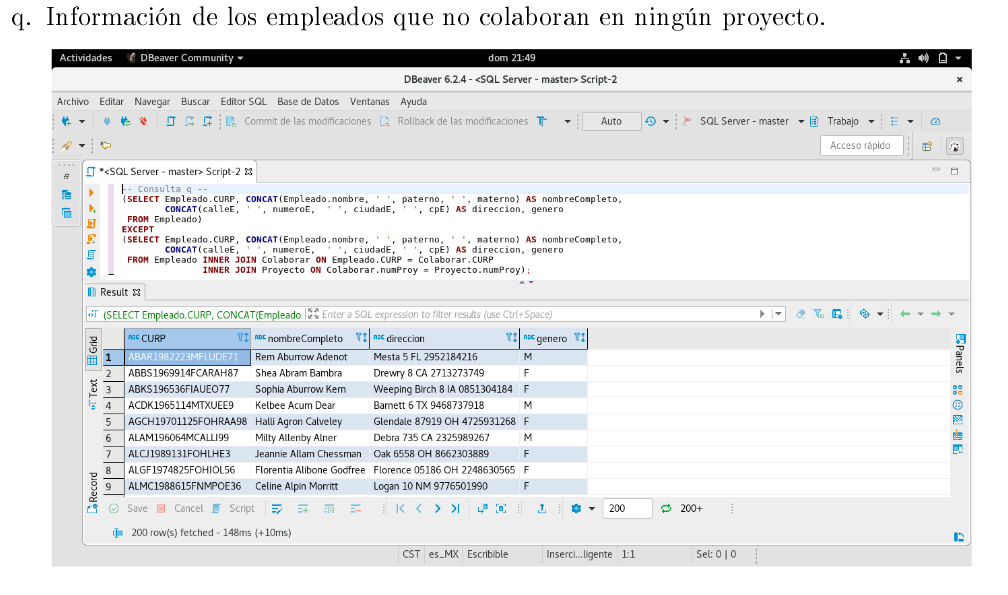 q. Información de los empleados que no colaboran en ningún proyecto.
Actividades DBeaver Community dom 21:49
DBeaver 6.2.4 - <SQL Server - master> Script-2
Archivo Editar Navegar Buscar Editor SQL Base de Datos Ventanas Ayuda
Commit de las modificaciones Rollback de las modificaciones Auto SQL Server - master Trabajo
Acceso rápido
*<SQL Server - master> Script-2
-- Consulta q --
(SELECT Empleado.CURP, CONCAT(Empleado.nombre, ' ', paterno, ' ', materno) AS nombreCompleto,
CONCAT(calleE, ' ', numeroE, ' ', ciudadE, ' ', cpE) AS direccion, genero
FROM Empleado)
EXCEPT
(SELECT Empleado.CURP, CONCAT(Empleado.nombre, ' ', paterno, ' ', materno) AS nombreCompleto,
CONCAT(calleE, ' ', numeroE, ' ', ciudadE, ' ', cpE) AS direccion, genero
FROM Empleado INNER JOIN Colaborar ON Empleado.CURP = Colaborar.CURP
INNER JOIN Proyecto ON Colaborar.numProy = Proyecto.numProy);
Result
(SELECT Empleado.CURP, CONCAT(Empleado. Enter a SQL expression to filter results (use Ctrl+Space)
Grid
Text
Record
Panels
CURP nombreCompleto direccion genero
1 ABAR1982223MFLUDE71 Rem Aburrow Adenot Mesta 5 FL 2952184216 M
2 ABBS1969914FCARAH87 Shea Abram Bambra Drewry 8 CA 2713273749 F
3 ABKS196536FIAUEO77 Sophia Aburrow Kern Weeping Birch 8 IA 0851304184 F
4 ACDK1965114MTXUEE9 Kelbee Acum Dear Barnett 6 TX 9468737918 M
5 AGCH19701125FOHRAA98 Halli Agron Calveley Glendale 87919 OH 4725931268 F
6 ALAM196064MCALLI99 Milty Allenby Alner Debra 735 CA 2325989267 M
7 ALCJ1989131FOHLHE3 Jeannie Allam Chessman Oak 6558 OH 8662303889 F
8 ALGF1974825FOHIOL56 Florentia Alibone Godfree Florence 05186 OH 2248630565 F
9 ALMC1988615FNMPOE36 Celine Alpin Morritt Logan 10 NM 9776501990 F
Save Cancel Script 200 200+
200 row(s) fetched - 148ms (+10ms)
CST es_MX Escribible Inserci...ligente 1:1 Sel: 0 | 0